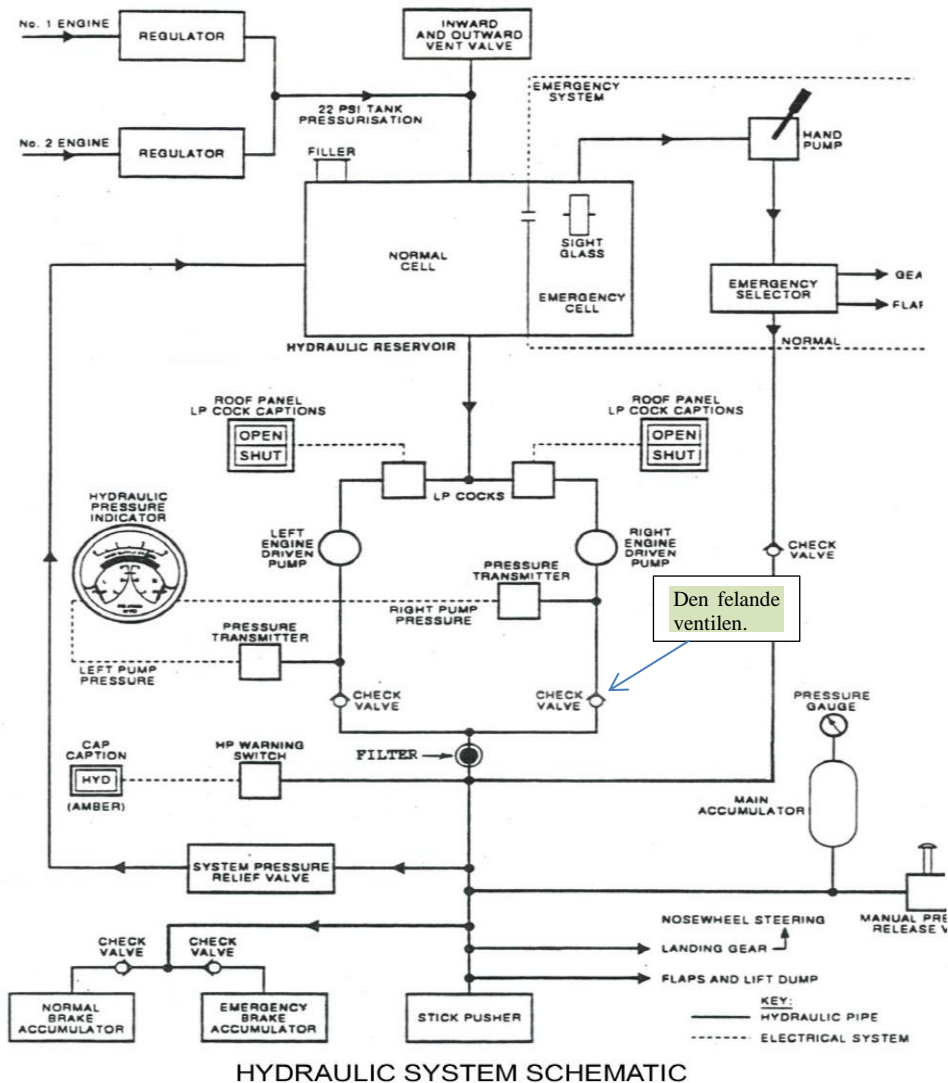 No. 1 ENGINE
REGULATOR
INWARD
AND OUTWARD
VENT VALVE
22 PSI TANK
PRESSURISATION
No. 2 ENGINE
REGULATOR
FILLER
EMERGENCY
SYSTEM
HAND
PUMP
NORMAL
CELL
SIGHT
GLASS
EMERGENCY
CELL
HYDRAULIC RESERVOIR
EMERGENCY
SELECTOR
GEA
FLAF
NORMAL
ROOF PANEL
LP COCK CAPTIONS
OPEN
SHUT
ROOF PANEL
LP COCK CAPTIONS
OPEN
SHUT
LP COCKS
HYDRAULIC
PRESSURE
INDICATOR
LEFT
ENGINE
DRIVEN
PUMP
RIGHT
ENGINE
DRIVEN
PUMP
CHECK
VALVE
PRESSURE
TRANSMITTER
RIGHT PUMP
PRESSURE
Den felande
ventilen.
PRESSURE
TRANSMITTER
LEFT PUMP
PRESSURE
CHECK
VALVE
CHECK
VALVE
PRESSURE
GAUGE
CAP
CAPTION
HYD
(AMBER)
HP WARNING
SWITCH
FILTER
MAIN
ACCUMULATOR
SYSTEM PRESSURE
RELIEF VALVE
MANUAL PRE
RELEASE V
NOSEWHEEL STEERING
LANDING GEAR
FLAPS AND LIFT DUMP
CHECK
VALVE
CHECK
VALVE
NORMAL
BRAKE
ACCUMULATOR
EMERGENCY
BRAKE
ACCUMULATOR
STICK PUSHER
KEY:
HYDRAULIC PIPE
ELECTRICAL SYSTEM
HYDRAULIC SYSTEM SCHEMATIC